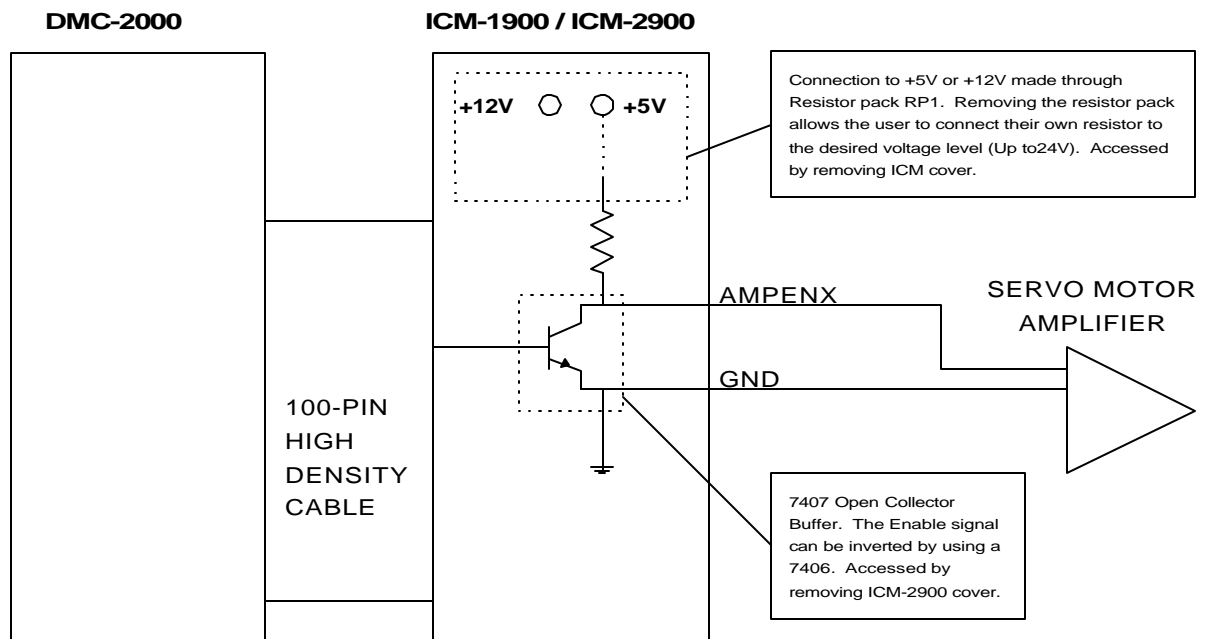 DMC-2000
ICM-1900 / ICM-2900
+12V
+5V
Connection to +5V or +12V made through
Resistor pack RP1. Removing the resistor pack
allows the user to connect their own resistor to
the desired voltage level (Up to24V). Accessed
by removing ICM cover.
AMPENX
SERVO MOTOR
AMPLIFIER
GND
100-PIN
HIGH
DENSITY
CABLE
7407 Open Collector
Buffer. The Enable signal
can be inverted by using a
7406. Accessed by
removing ICM-2900 cover.